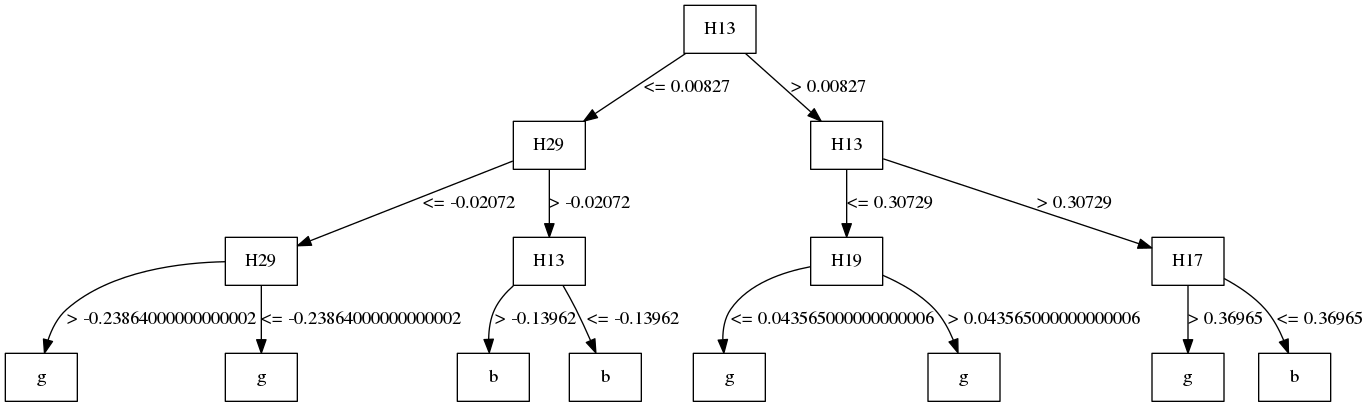 H13
<= 0.00827
> 0.00827
H29
H13
<= -0.02072
> -0.02072
<= 0.30729
> 0.30729
H29
H13
H19
H17
> -0.23864000000000002
<= -0.23864000000000002
> -0.13962
<= -0.13962
<= 0.043565000000000006
> 0.043565000000000006
> 0.36965
<= 0.36965
g
g
b
b
g
g
g
b